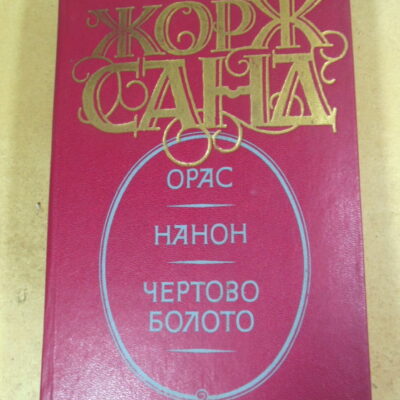 ЖОРЖ
САНД
ОРАС
НАНОН
ЧЕРТОВО
БОЛОТО